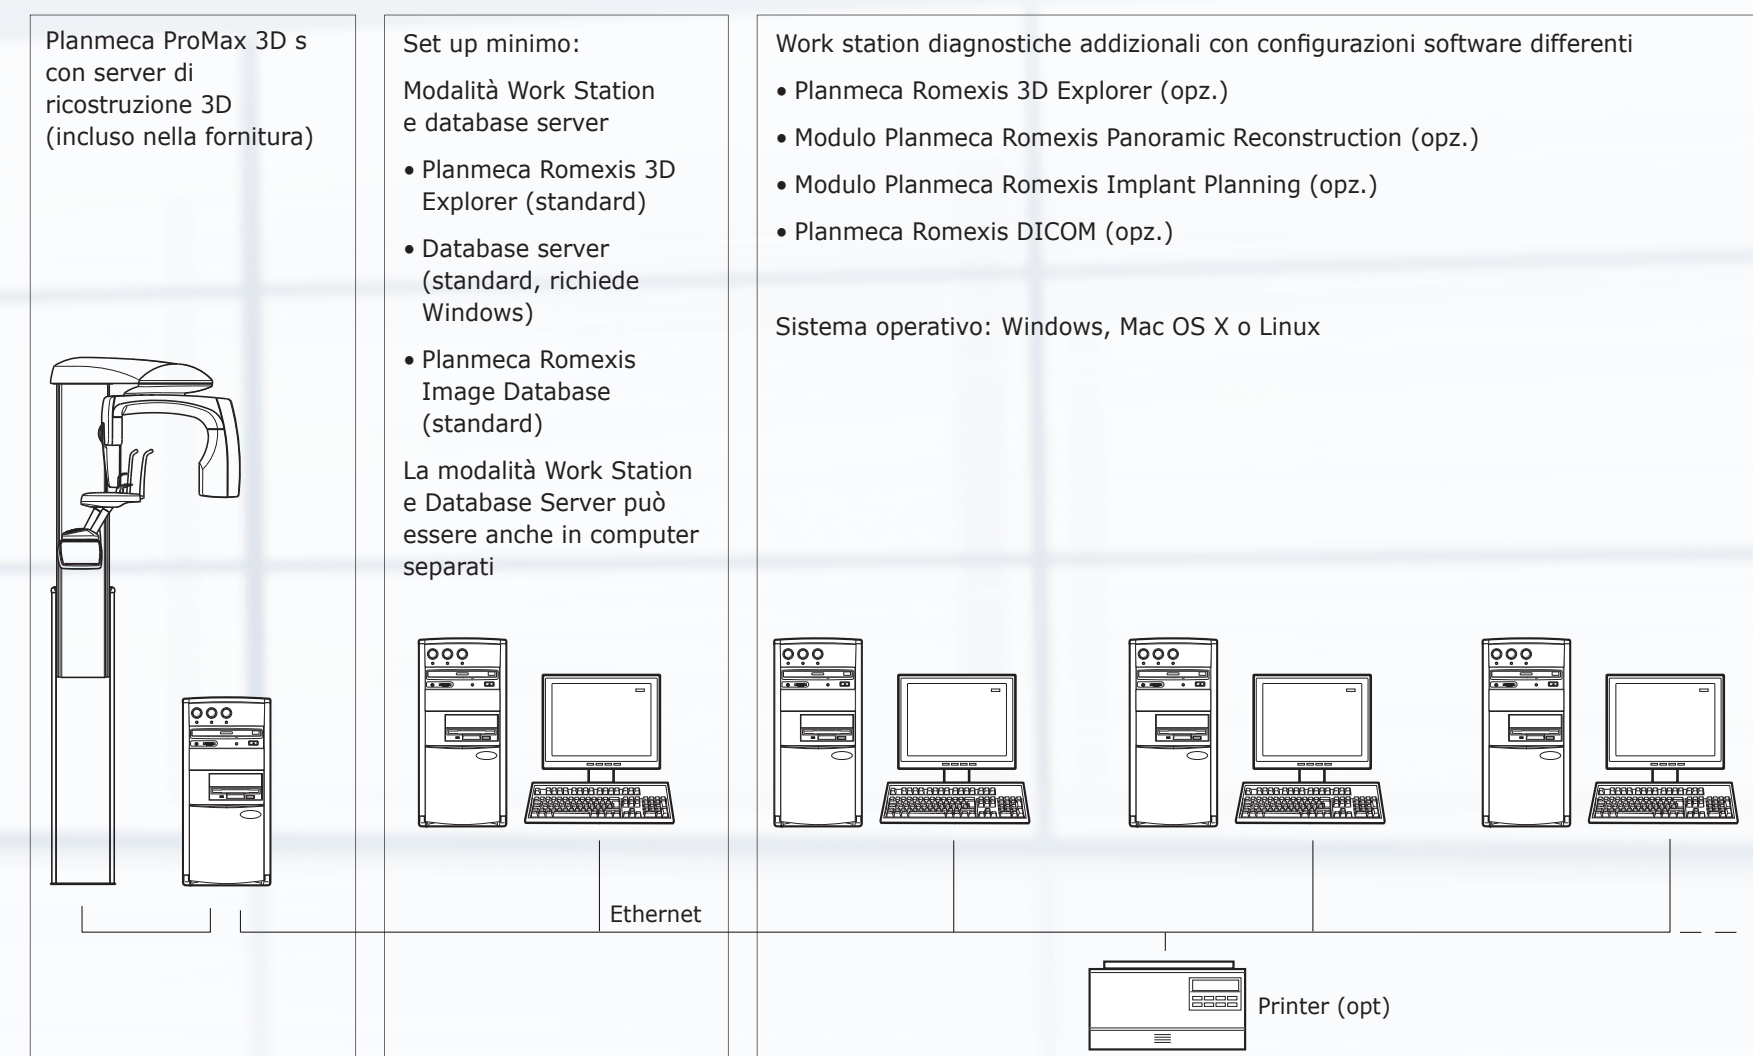 Planmeca ProMax 3D s
con server di
ricostruzione 3D
(incluso nella fornitura)
Set up minimo:
Modalità Work Station
e database server
• Planmeca Romexis 3D
Explorer (standard)
• Database server
(standard, richiede
Windows)
• Planmeca Romexis
Image Database
(standard)
La modalità Work Station
e Database Server può
essere anche in computer
separati
Work station diagnostiche addizionali con configurazioni software differenti
• Planmeca Romexis 3D Explorer (opz.)
• Modulo Planmeca Romexis Panoramic Reconstruction (opz.)
• Modulo Planmeca Romexis Implant Planning (opz.)
• Planmeca Romexis DICOM (opz.)
Sistema operativo: Windows, Mac OS X o Linux
Ethernet
Printer (opt)